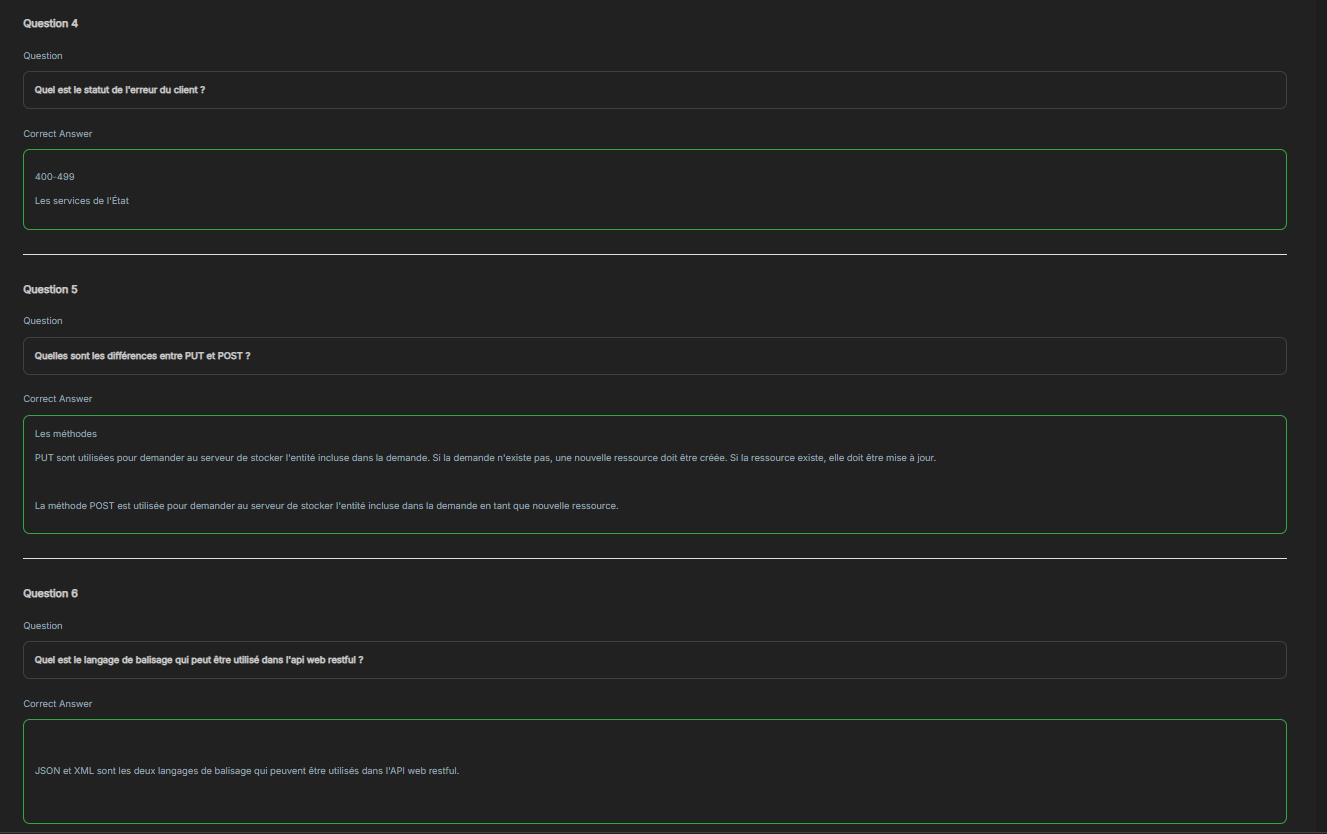 Question 4
Question
Quel est le statut de l'erreur du client ?
Correct Answer
400-499
Les services de l'État
Question 5
Question
Quelles sont les différences entre PUT et POST ?
Correct Answer
Les méthodes
PUT sont utilisées pour demander au serveur de stocker l'entité incluse dans la demande. Si la demande n'existe pas, une nouvelle ressource doit être créée. Si la ressource existe, elle doit être mise à jour.
La méthode POST est utilisée pour demander au serveur de stocker l'entité incluse dans la demande en tant que nouvelle ressource.
Question 6
Question
Quel est le langage de balisage qui peut être utilisé dans l'api web restful ?
Correct Answer
JSON et XML sont les deux langages de balisage qui peuvent être utilisés dans l'API web restful.